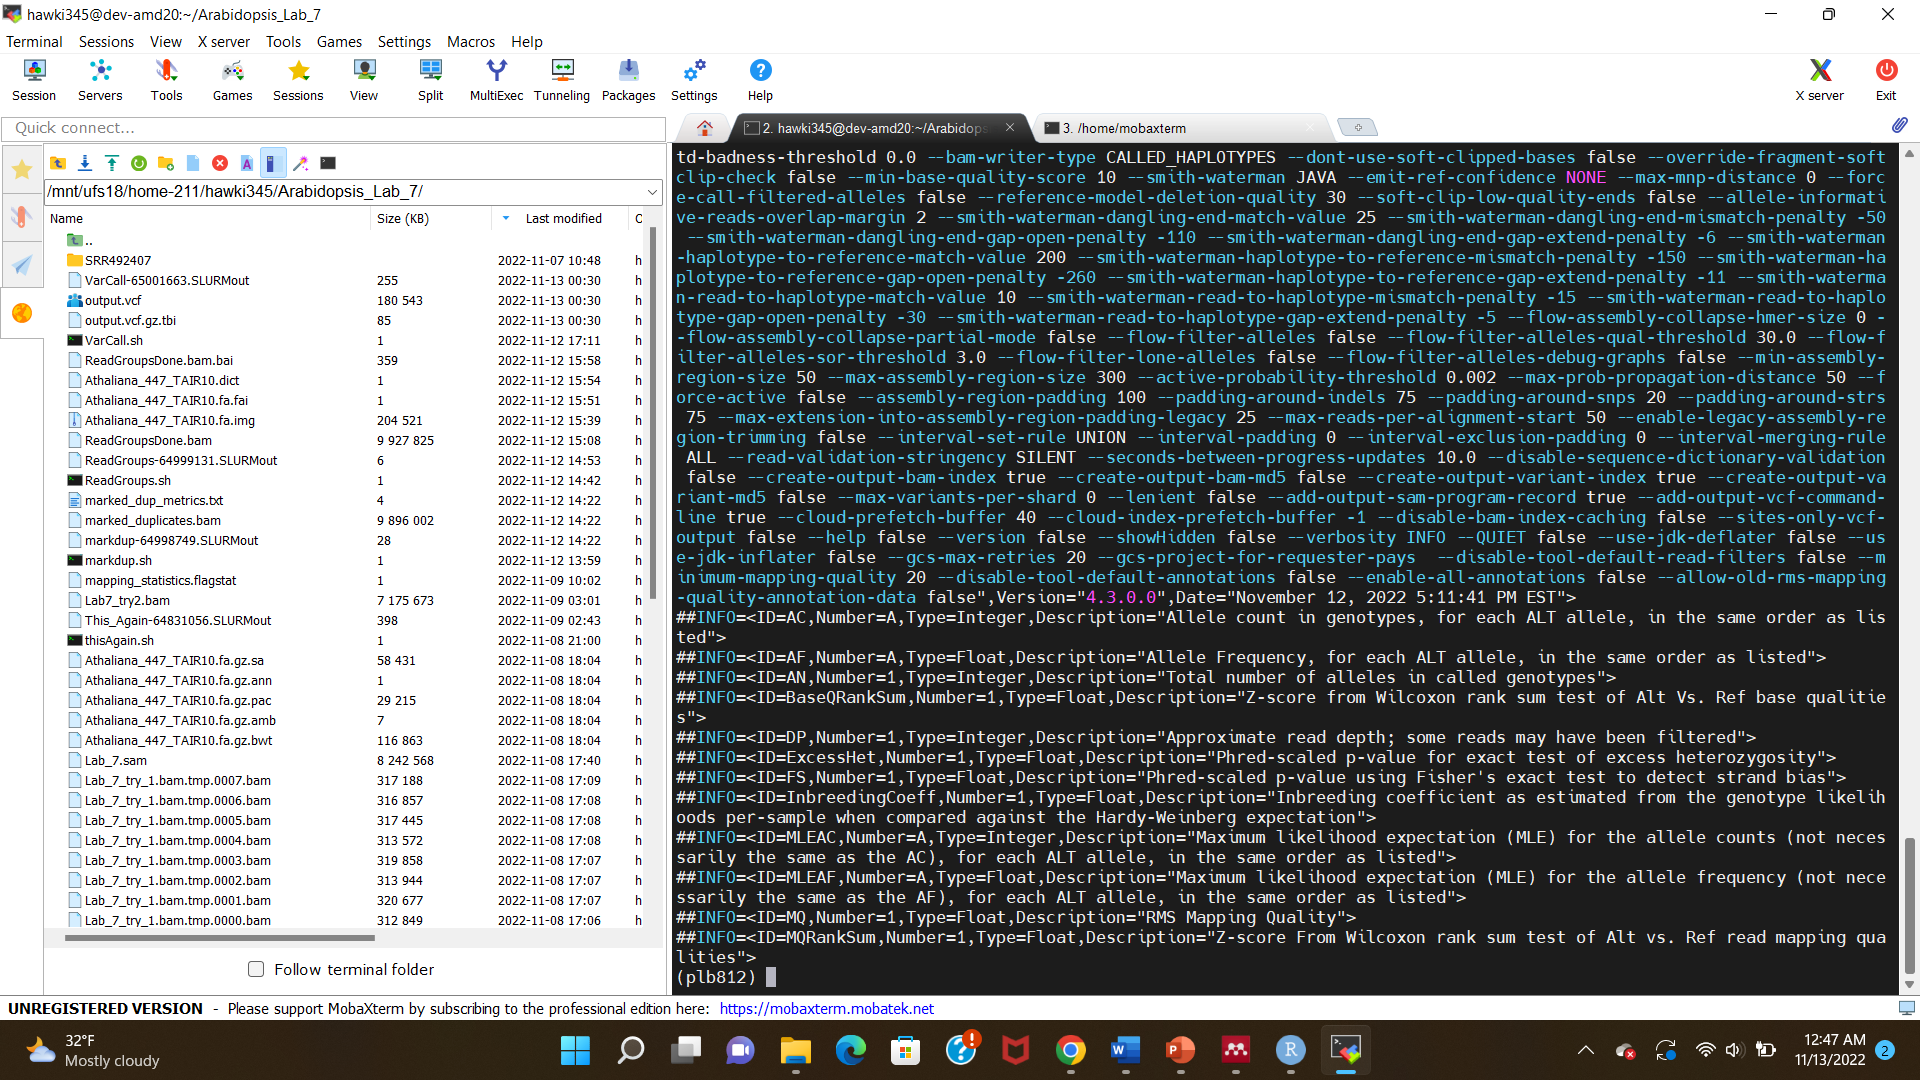 hawki345@dev-amd20:~/Arabidopsis_Lab_7
Terminal Sessions View X server Tools Games Settings Macros Help
Session Servers Tools Games Sessions View Split MultiExec Tunneling Packages Settings Help X server Exit
Quick connect...
2. hawki345@dev-amd20:~/Arabidops
3. /home/mobaxterm
/mnt/ufs18/home-211/hawki345/Arabidopsis_Lab_7/
Name Size (KB) Last modified O
..
SRR492407 2022-11-07 10:48 h
VarCall-65001663.SLURMout 255 2022-11-13 00:30 h
output.vcf 180 543 2022-11-13 00:30 h
output.vcf.gz.tbi 85 2022-11-13 00:30 h
VarCall.sh 1 2022-11-12 17:11 h
ReadGroupsDone.bam.bai 359 2022-11-12 15:58 h
Athaliana_447_TAIR10.dict 1 2022-11-12 15:54 h
Athaliana_447_TAIR10.fa.fai 1 2022-11-12 15:51 h
Athaliana_447_TAIR10.fa.img 204 521 2022-11-12 15:39 h
ReadGroupsDone.bam 9 927 825 2022-11-12 15:08 h
ReadGroups-64999131.SLURMout 6 2022-11-12 14:53 h
ReadGroups.sh 1 2022-11-12 14:42 h
marked_dup_metrics.txt 4 2022-11-12 14:22 h
marked_duplicates.bam 9 896 002 2022-11-12 14:22 h
markdup-64998749.SLURMout 28 2022-11-12 14:22 h
markdup.sh 1 2022-11-12 13:59 h
mapping_statistics.flagstat 1 2022-11-09 10:02 h
Lab7_try2.bam 7 175 673 2022-11-09 03:01 h
This_Again-64831056.SLURMout 398 2022-11-09 02:43 h
thisAgain.sh 1 2022-11-08 21:00 h
Athaliana_447_TAIR10.fa.gz.sa 58 431 2022-11-08 18:04 h
Athaliana_447_TAIR10.fa.gz.ann 1 2022-11-08 18:04 h
Athaliana_447_TAIR10.fa.gz.pac 29 215 2022-11-08 18:04 h
Athaliana_447_TAIR10.fa.gz.amb 7 2022-11-08 18:04 h
Athaliana_447_TAIR10.fa.gz.bwt 116 863 2022-11-08 18:04 h
Lab_7.sam 8 242 568 2022-11-08 17:40 h
Lab_7_try_1.bam.tmp.0007.bam 317 188 2022-11-08 17:09 h
Lab_7_try_1.bam.tmp.0006.bam 316 857 2022-11-08 17:08 h
Lab_7_try_1.bam.tmp.0005.bam 317 445 2022-11-08 17:08 h
Lab_7_try_1.bam.tmp.0004.bam 313 572 2022-11-08 17:08 h
Lab_7_try_1.bam.tmp.0003.bam 319 858 2022-11-08 17:07 h
Lab_7_try_1.bam.tmp.0002.bam 313 944 2022-11-08 17:07 h
Lab_7_try_1.bam.tmp.0001.bam 320 677 2022-11-08 17:07 h
Lab_7_try_1.bam.tmp.0000.bam 312 849 2022-11-08 17:06 h
Follow terminal folder
td-badness-threshold 0.0 --bam-writer-type CALLED_HAPLOTYPES --dont-use-soft-clipped-bases false --override-fragment-soft
clip-check false --min-base-quality-score 10 --smith-waterman JAVA --emit-ref-confidence NONE --max-mnp-distance 0 --forc
e-call-filtered-alleles false --reference-model-deletion-quality 30 --soft-clip-low-quality-ends false --allele-informati
ve-reads-overlap-margin 2 --smith-waterman-dangling-end-match-value 25 --smith-waterman-dangling-end-mismatch-penalty -50
 --smith-waterman-dangling-end-gap-open-penalty -110 --smith-waterman-dangling-end-gap-extend-penalty -6 --smith-waterman
-haplotype-to-reference-match-value 200 --smith-waterman-haplotype-to-reference-mismatch-penalty -150 --smith-waterman-ha
plotype-to-reference-gap-open-penalty -260 --smith-waterman-haplotype-to-reference-gap-extend-penalty -11 --smith-waterma
n-read-to-haplotype-match-value 10 --smith-waterman-read-to-haplotype-mismatch-penalty -15 --smith-waterman-read-to-haplo
type-gap-open-penalty -30 --smith-waterman-read-to-haplotype-gap-extend-penalty -5 --flow-assembly-collapse-hmer-size 0 -
-flow-assembly-collapse-partial-mode false --flow-filter-alleles false --flow-filter-alleles-qual-threshold 30.0 --flow-f
ilter-alleles-sor-threshold 3.0 --flow-filter-lone-alleles false --flow-filter-alleles-debug-graphs false --min-assembly-
region-size 50 --max-assembly-region-size 300 --active-probability-threshold 0.002 --max-prob-propagation-distance 50 --f
orce-active false --assembly-region-padding 100 --padding-around-indels 75 --padding-around-snps 20 --padding-around-strs
 75 --max-extension-into-assembly-region-padding-legacy 25 --max-reads-per-alignment-start 50 --enable-legacy-assembly-re
gion-trimming false --interval-set-rule UNION --interval-padding 0 --interval-exclusion-padding 0 --interval-merging-rule
 ALL --read-validation-stringency SILENT --seconds-between-progress-updates 10.0 --disable-sequence-dictionary-validation
 false --create-output-bam-index true --create-output-bam-md5 false --create-output-variant-index true --create-output-va
riant-md5 false --max-variants-per-shard 0 --lenient false --add-output-sam-program-record true --add-output-vcf-command-
line true --cloud-prefetch-buffer 40 --cloud-index-prefetch-buffer -1 --disable-bam-index-caching false --sites-only-vcf-
output false --help false --version false --showHidden false --verbosity INFO --QUIET false --use-jdk-deflater false --us
e-jdk-inflater false --gcs-max-retries 20 --gcs-project-for-requester-pays  --disable-tool-default-read-filters false --m
inimum-mapping-quality 20 --disable-tool-default-annotations false --enable-all-annotations false --allow-old-rms-mapping
-quality-annotation-data false",Version="4.3.0.0",Date="November 12, 2022 5:11:41 PM EST">
##INFO=<ID=AC,Number=A,Type=Integer,Description="Allele count in genotypes, for each ALT allele, in the same order as lis
ted">
##INFO=<ID=AF,Number=A,Type=Float,Description="Allele Frequency, for each ALT allele, in the same order as listed">
##INFO=<ID=AN,Number=1,Type=Integer,Description="Total number of alleles in called genotypes">
##INFO=<ID=BaseQRankSum,Number=1,Type=Float,Description="Z-score from Wilcoxon rank sum test of Alt Vs. Ref base qualitie
s">
##INFO=<ID=DP,Number=1,Type=Integer,Description="Approximate read depth; some reads may have been filtered">
##INFO=<ID=ExcessHet,Number=1,Type=Float,Description="Phred-scaled p-value for exact test of excess heterozygosity">
##INFO=<ID=FS,Number=1,Type=Float,Description="Phred-scaled p-value using Fisher's exact test to detect strand bias">
##INFO=<ID=InbreedingCoeff,Number=1,Type=Float,Description="Inbreeding coefficient as estimated from the genotype likelih
oods per-sample when compared against the Hardy-Weinberg expectation">
##INFO=<ID=MLEAC,Number=A,Type=Integer,Description="Maximum likelihood expectation (MLE) for the allele counts (not neces
sarily the same as the AC), for each ALT allele, in the same order as listed">
##INFO=<ID=MLEAF,Number=A,Type=Float,Description="Maximum likelihood expectation (MLE) for the allele frequency (not nece
ssarily the same as the AF), for each ALT allele, in the same order as listed">
##INFO=<ID=MQ,Number=1,Type=Float,Description="RMS Mapping Quality">
##INFO=<ID=MQRankSum,Number=1,Type=Float,Description="Z-score From Wilcoxon rank sum test of Alt vs. Ref read mapping qua
lities">
(plb812)
UNREGISTERED VERSION - Please support MobaXterm by subscribing to the professional edition here: https://mobaxterm.mobatek.net
32°F
Mostly cloudy
12:47 AM
11/13/2022
2